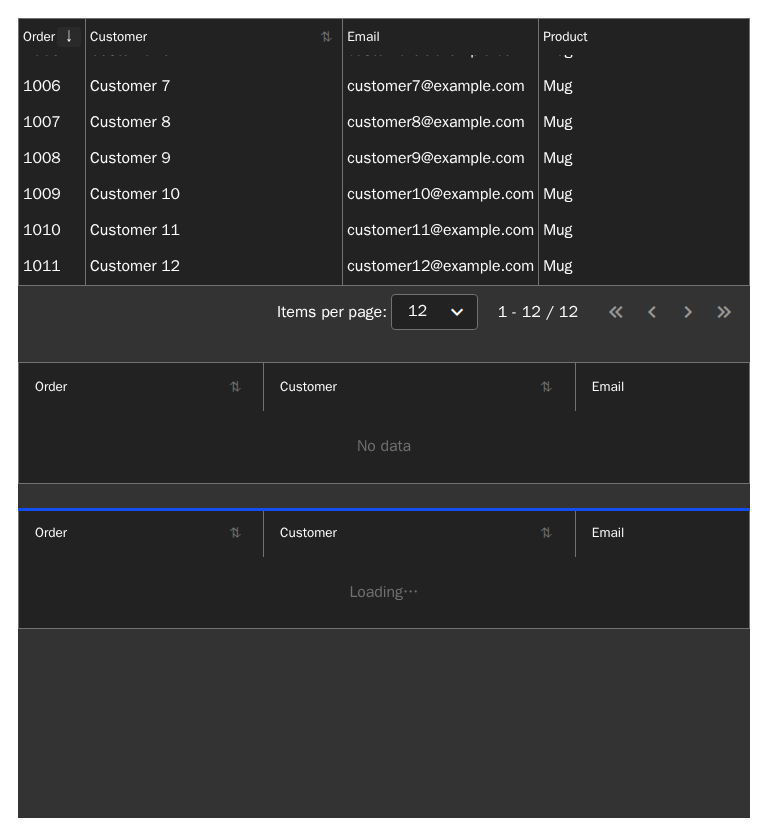 Order ↓ Customer ⇅ Email Product
1006 Customer 7 customer7@example.com Mug
1007 Customer 8 customer8@example.com Mug
1008 Customer 9 customer9@example.com Mug
1009 Customer 10 customer10@example.com Mug
1010 Customer 11 customer11@example.com Mug
1011 Customer 12 customer12@example.com Mug
Items per page: 12 1 - 12 / 12
Order ⇅ Customer ⇅ Email
No data
Order ⇅ Customer ⇅ Email
Loading···